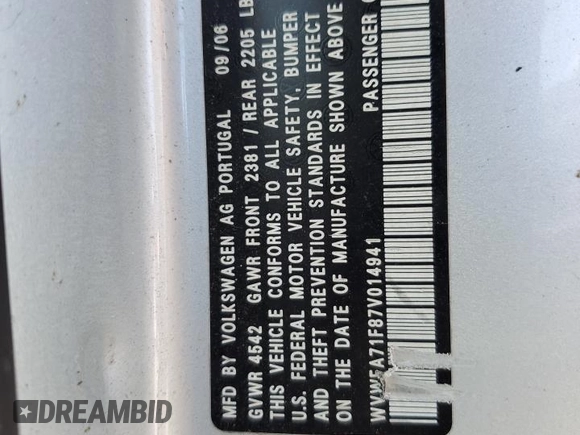 MFD BY VOLKSWAGEN AG PORTUGAL 09/06
GVWR 4542 GAWR FRONT 2381 / REAR 2205 LB
THIS VEHICLE CONFORMS TO ALL APPLICABLE
U.S. FEDERAL MOTOR VEHICLE SAFETY, BUMPER
AND THEFT PREVENTION STANDARDS IN EFFECT
ON THE DATE OF MANUFACTURE SHOWN ABOVE
WVWFA71F87V014941 PASSENGER
DREAMBID